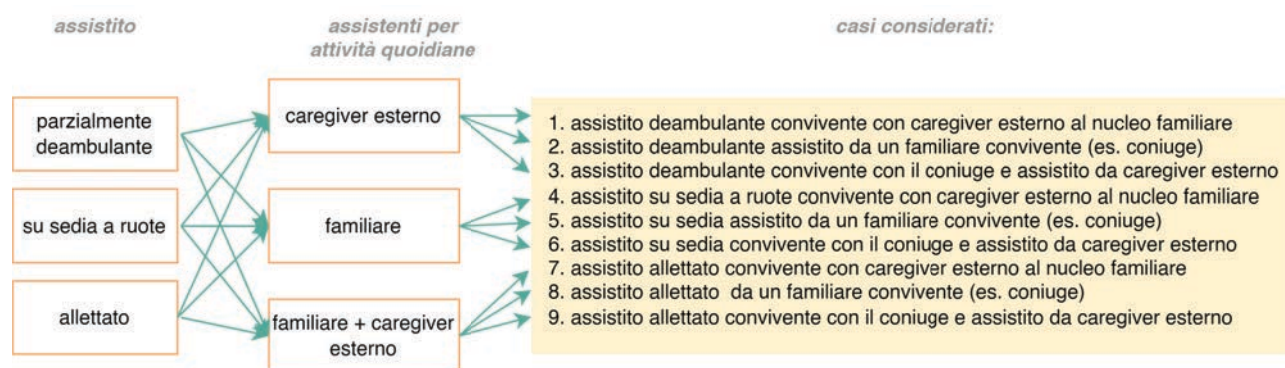 assistito
assistenti per
attività quoidiane
casi considerati:
parzialmente
deambulante
su sedia a ruote
allettato
caregiver esterno
familiare
familiare + caregiver
esterno
1. assistito deambulante convivente con caregiver esterno al nucleo familiare
2. assistito deambulante assistito da un familiare convivente (es. coniuge)
3. assistito deambulante convivente con il coniuge e assistito da caregiver esterno
4. assistito su sedia a ruote convivente con caregiver esterno al nucleo familiare
5. assistito su sedia assistito da un familiare convivente (es. coniuge)
6. assistito su sedia convivente con il coniuge e assistito da caregiver esterno
7. assistito allettato convivente con caregiver esterno al nucleo familiare
8. assistito allettato da un familiare convivente (es. coniuge)
9. assistito allettato convivente con il coniuge e assistito da caregiver esterno